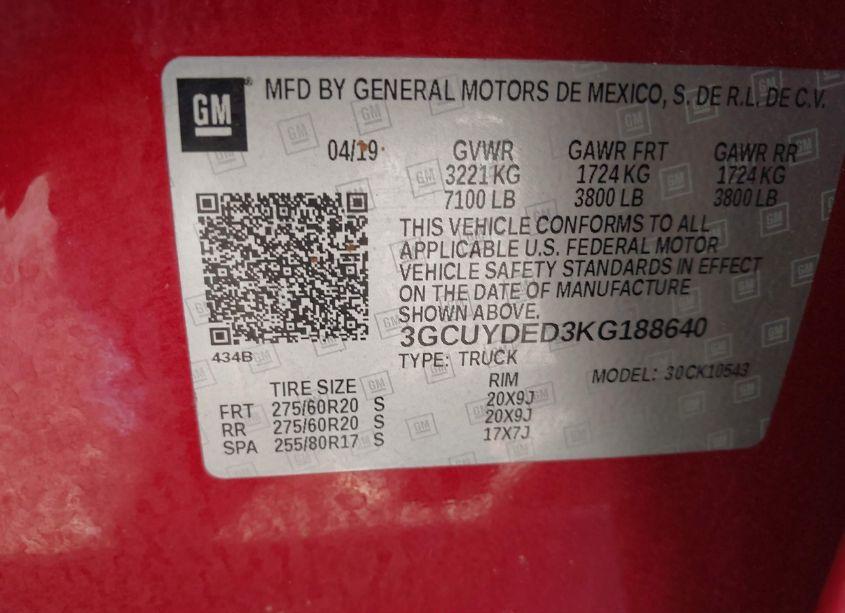 GM ® MFD BY GENERAL MOTORS DE MEXICO, S. DE R.L. DE C.V.
04/19 GVWR GAWR FRT GAWR RR
3221 KG 1724 KG 1724 KG
7100 LB 3800 LB 3800 LB
THIS VEHICLE CONFORMS TO ALL
APPLICABLE U.S. FEDERAL MOTOR
VEHICLE SAFETY STANDARDS IN EFFECT
ON THE DATE OF MANUFACTURE
SHOWN ABOVE.
3GCUYDED3KG188640
434B
TYPE: TRUCK
MODEL: 30CK10543
TIRE SIZE RIM
FRT 275/60R20 S 20X9J
RR 275/60R20 S 20X9J
SPA 255/80R17 S 17X7J